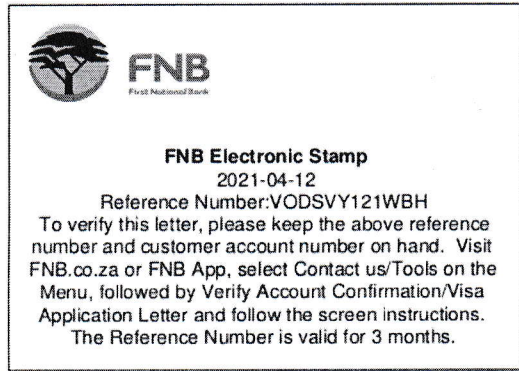 FNB
First National Bank
FNB Electronic Stamp
2021-04-12
Reference Number:VODSVY121WBH
To verify this letter, please keep the above reference
number and customer account number on hand. Visit
FNB.co.za or FNB App, select Contact us/Tools on the
Menu, followed by Verify Account Confirmation/Visa
Application Letter and follow the screen instructions.
The Reference Number is valid for 3 months.